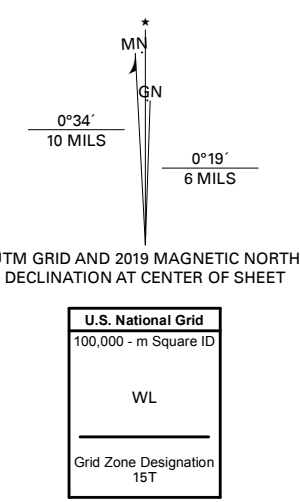 MN
GN
0°34´
10 MILS
0°19´
6 MILS
UTM GRID AND 2019 MAGNETIC NORTH
DECLINATION AT CENTER OF SHEET
U.S. National Grid
100,000 - m Square ID
WL
Grid Zone Designation
15T